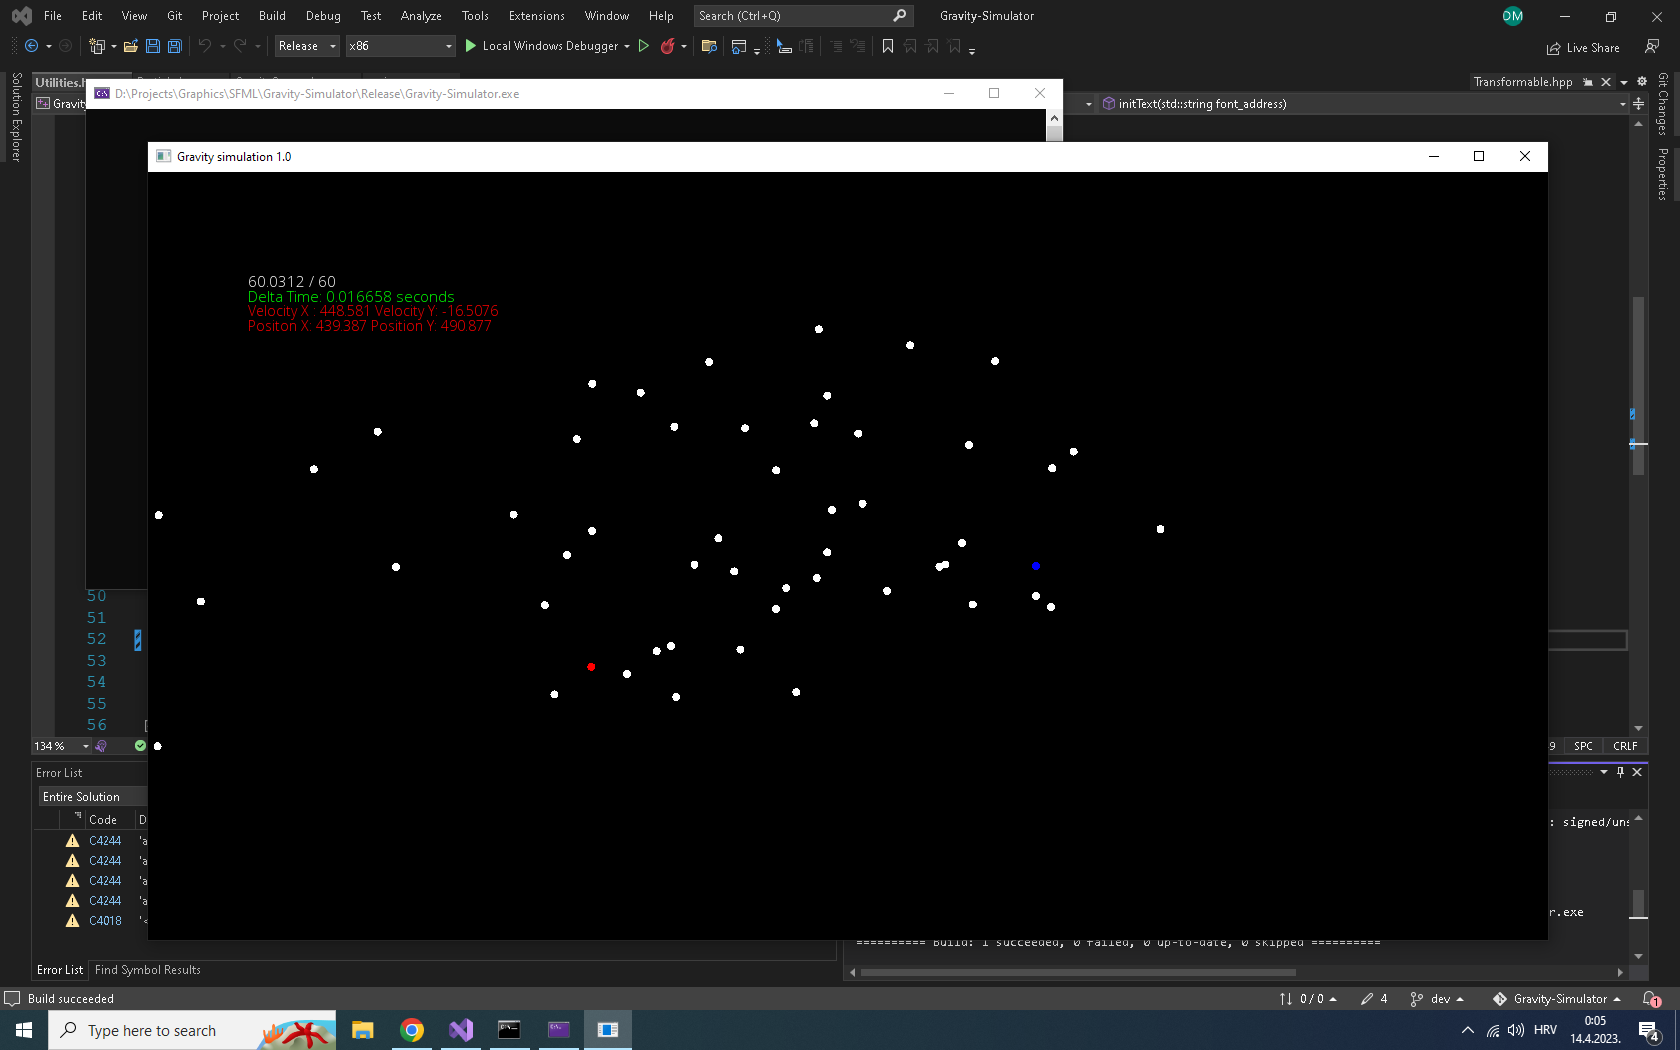 File Edit View Git Project Build Debug Test Analyze Tools Extensions Window Help Search (Ctrl+Q) Gravity-Simulator DM
Release x86 Local Windows Debugger Live Share
Utilities.h Transformable.hpp
Gravity initText(std::string font_address)
Solution Explorer
Git Changes
Properties
D:\Projects\Graphics\SFML\Gravity-Simulator\Release\Gravity-Simulator.exe
Gravity simulation 1.0
60.0312 / 60
Delta Time: 0.016658 seconds
Velocity X : 448.581 Velocity Y: -16.5076
Positon X: 439.387 Position Y: 490.877
50
51
52
53
54
55
56
134 % 9 SPC CRLF
Error List
Entire Solution
Code D
C4244 'a
C4244 'a
C4244 'a
C4244 'a
C4018 '<
: signed/uns
r.exe
========== Build: 1 succeeded, 0 failed, 0 up-to-date, 0 skipped ==========
Error List Find Symbol Results
Build succeeded 0 / 0 4 dev Gravity-Simulator 1
Type here to search HRV 0:05
14.4.2023. 4